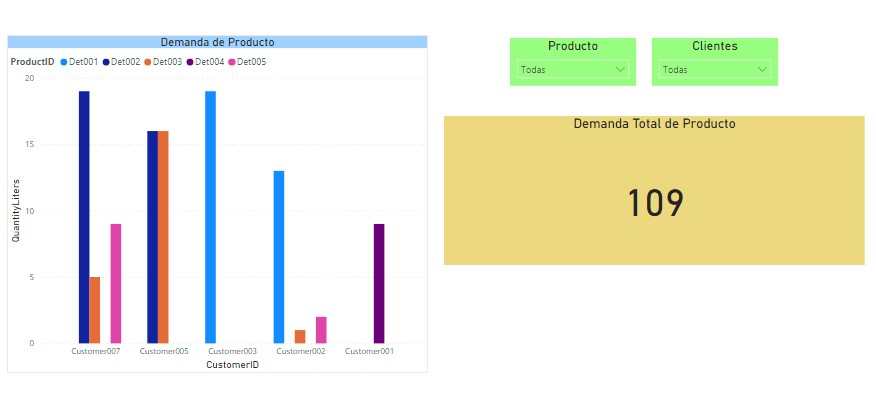 Demanda de Producto
ProductID Det001 Det002 Det003 Det004 Det005
20
15
10
5
0
QuantityLiters
Customer007 Customer005 Customer003 Customer002 Customer001
CustomerID
Producto
Todas
Clientes
Todas
Demanda Total de Producto
109